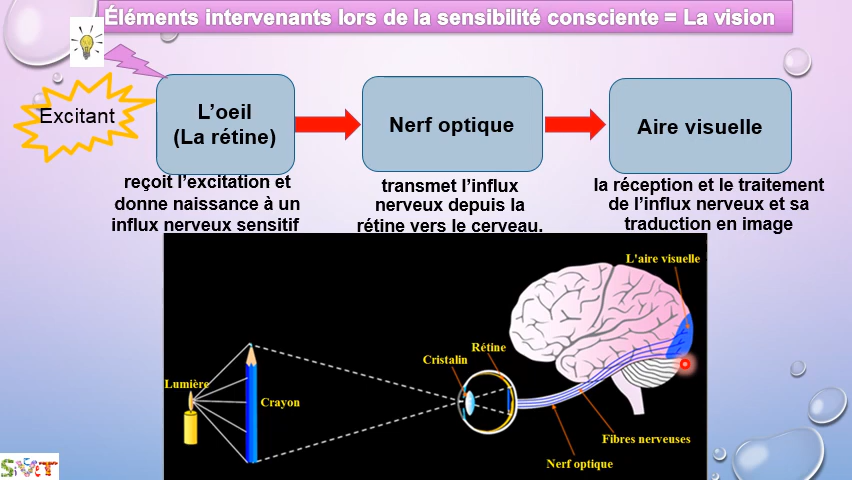 Éléments intervenants lors de la sensibilité consciente = La vision
Excitant
L’oeil
(La rétine)
Nerf optique
Aire visuelle
reçoit l’excitation et
donne naissance à un
influx nerveux sensitif
transmet l’influx
nerveux depuis la
rétine vers le cerveau.
la réception et le traitement
de l’influx nerveux et sa
traduction en image
L'aire visuelle
Rétine
Cristalin
Lumière
Crayon
Fibres nerveuses
Nerf optique